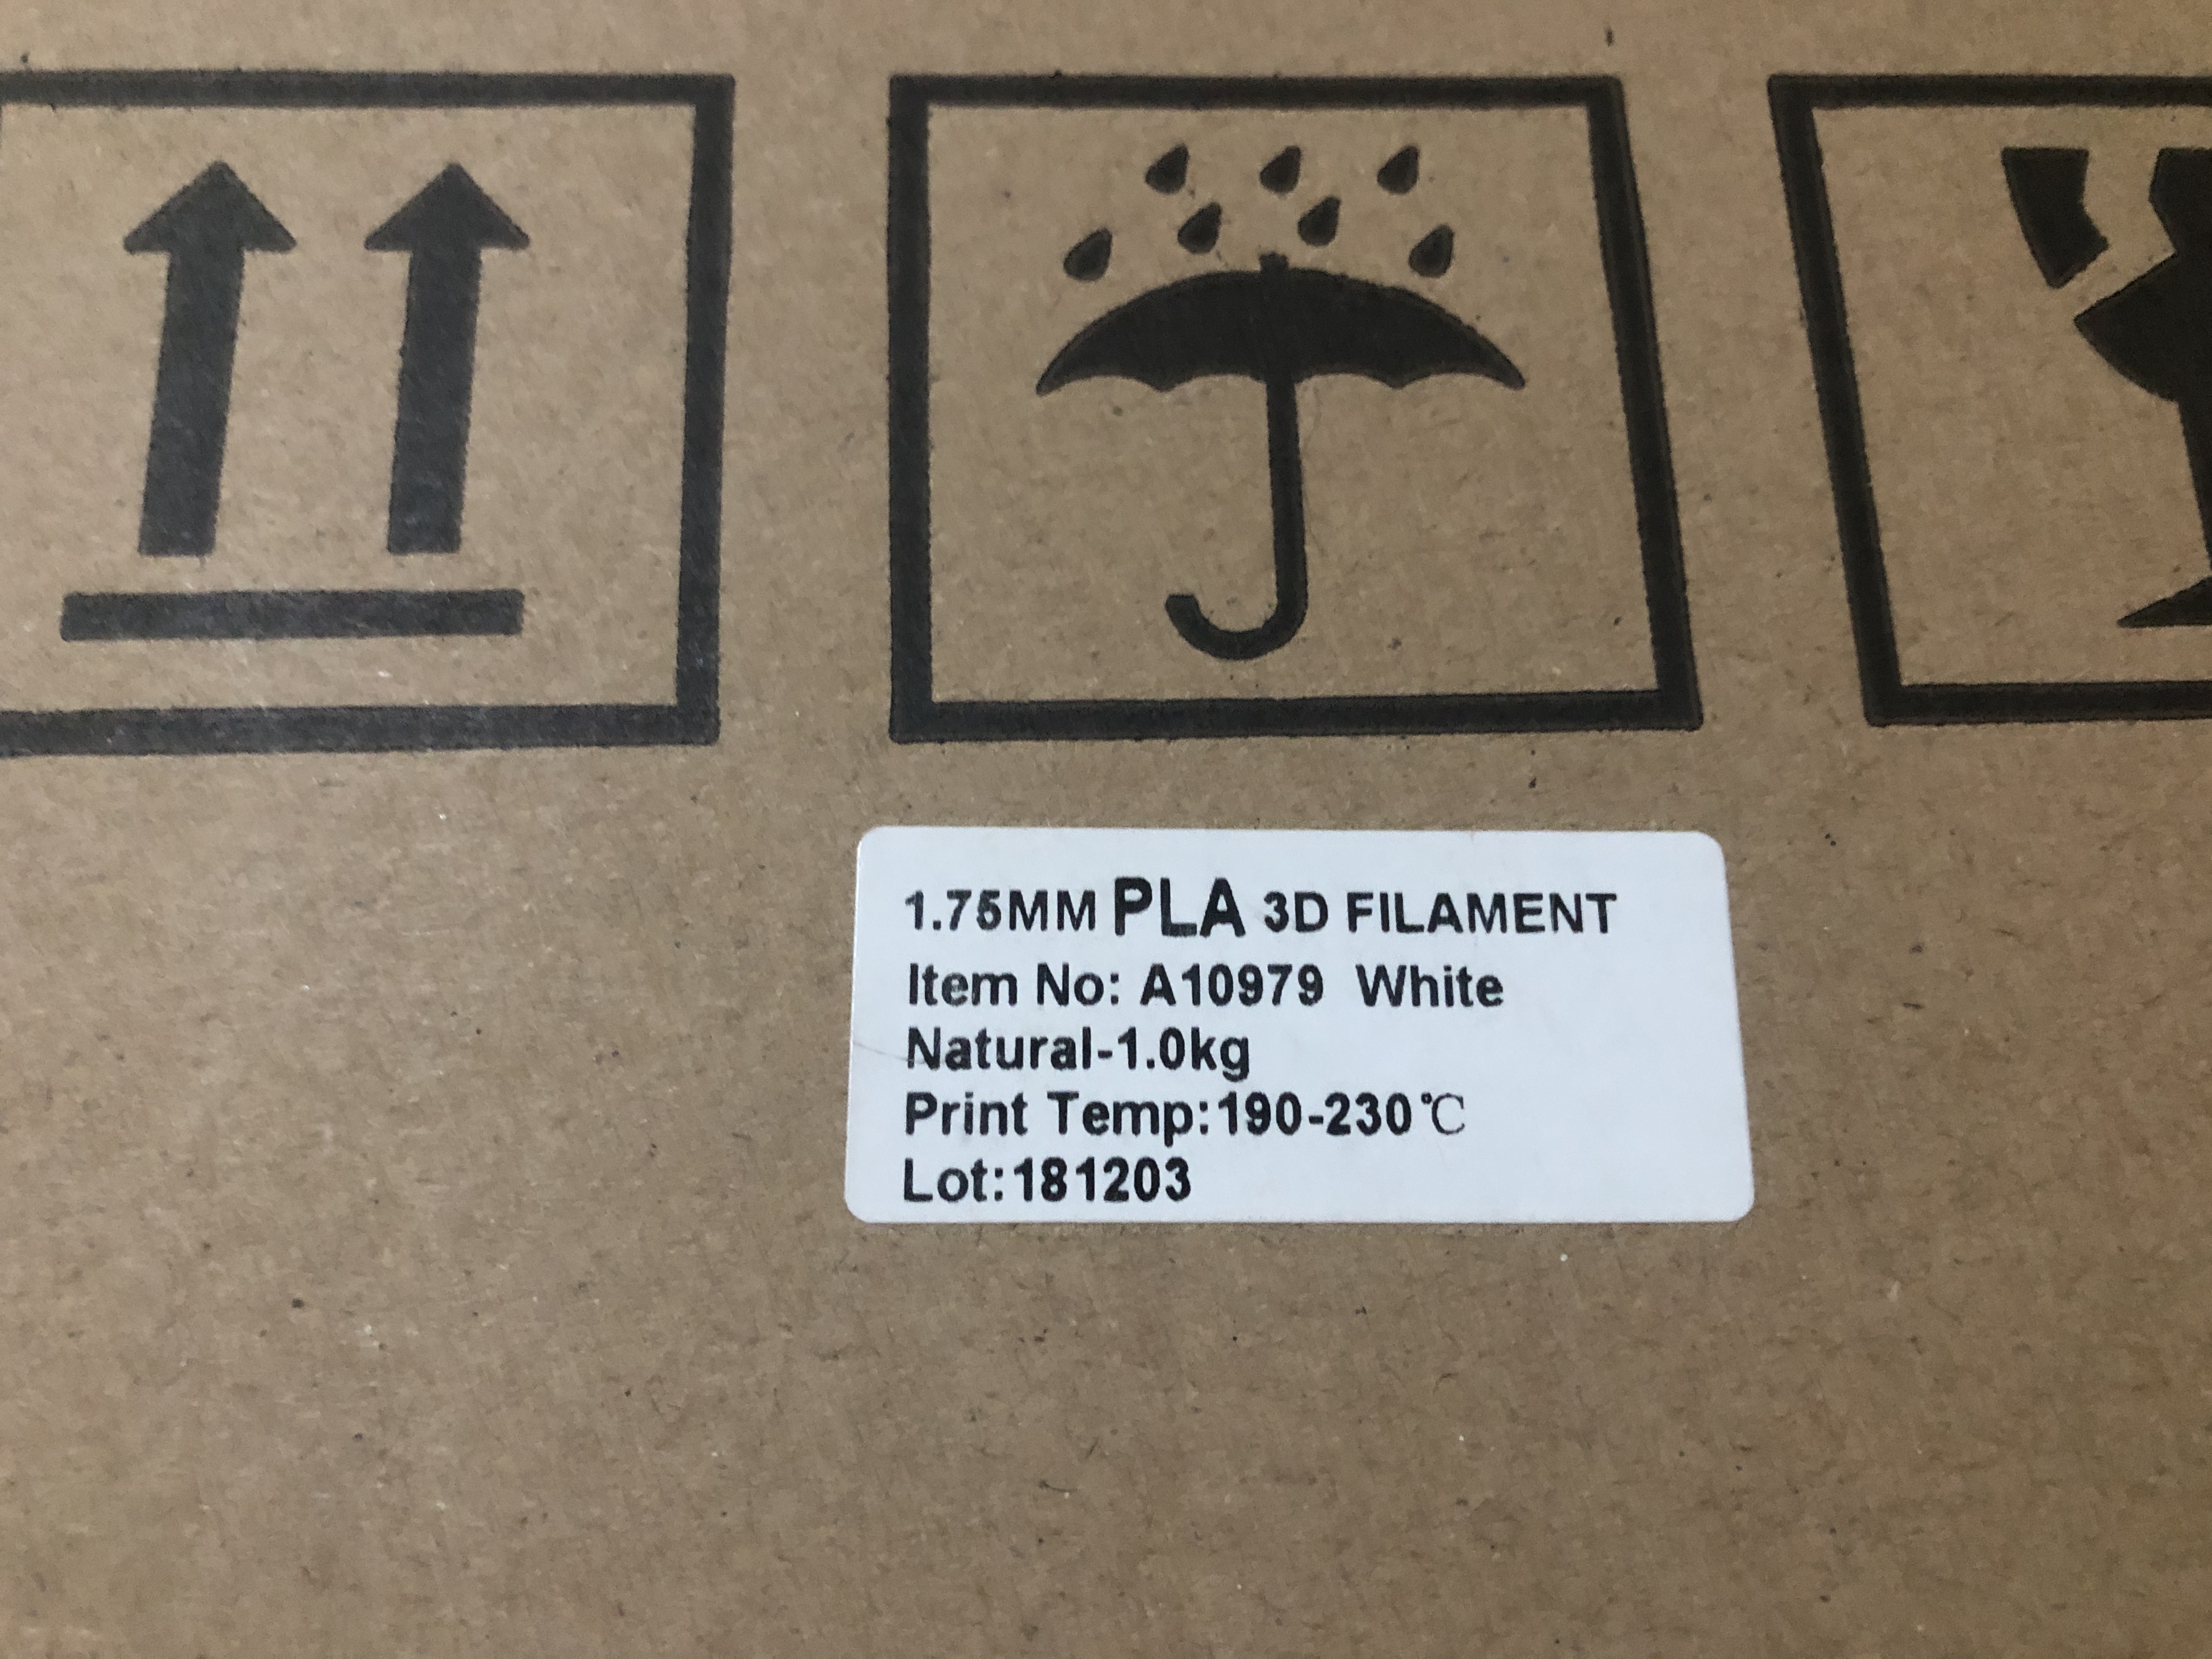 1.75MM PLA 3D FILAMENT
Item No: A10979 White
Natural-1.0kg
Print Temp:190-230℃
Lot:181203